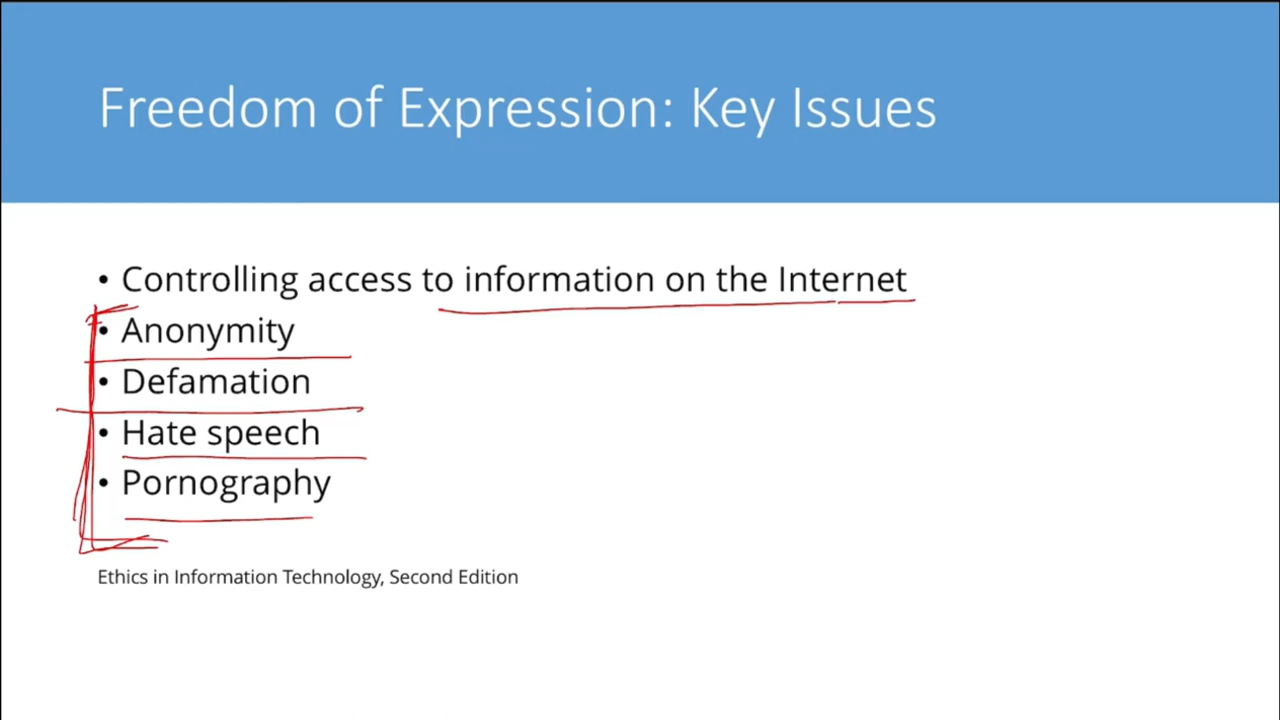 Freedom of Expression: Key Issues
• Controlling access to information on the Internet
• Anonymity
• Defamation
• Hate speech
• Pornography
Ethics in Information Technology, Second Edition